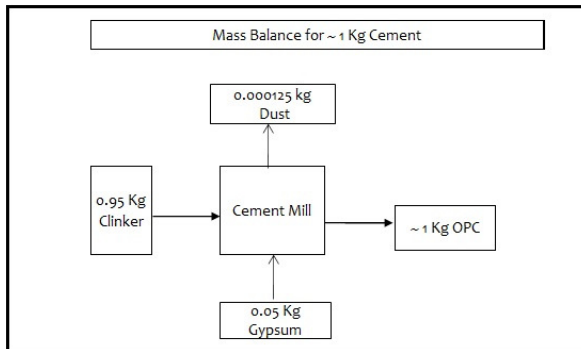 Mass Balance for ~ 1 Kg Cement
0.000125 kg
Dust
0.95 Kg
Clinker
Cement Mill
~ 1 Kg OPC
0.05 Kg
Gypsum